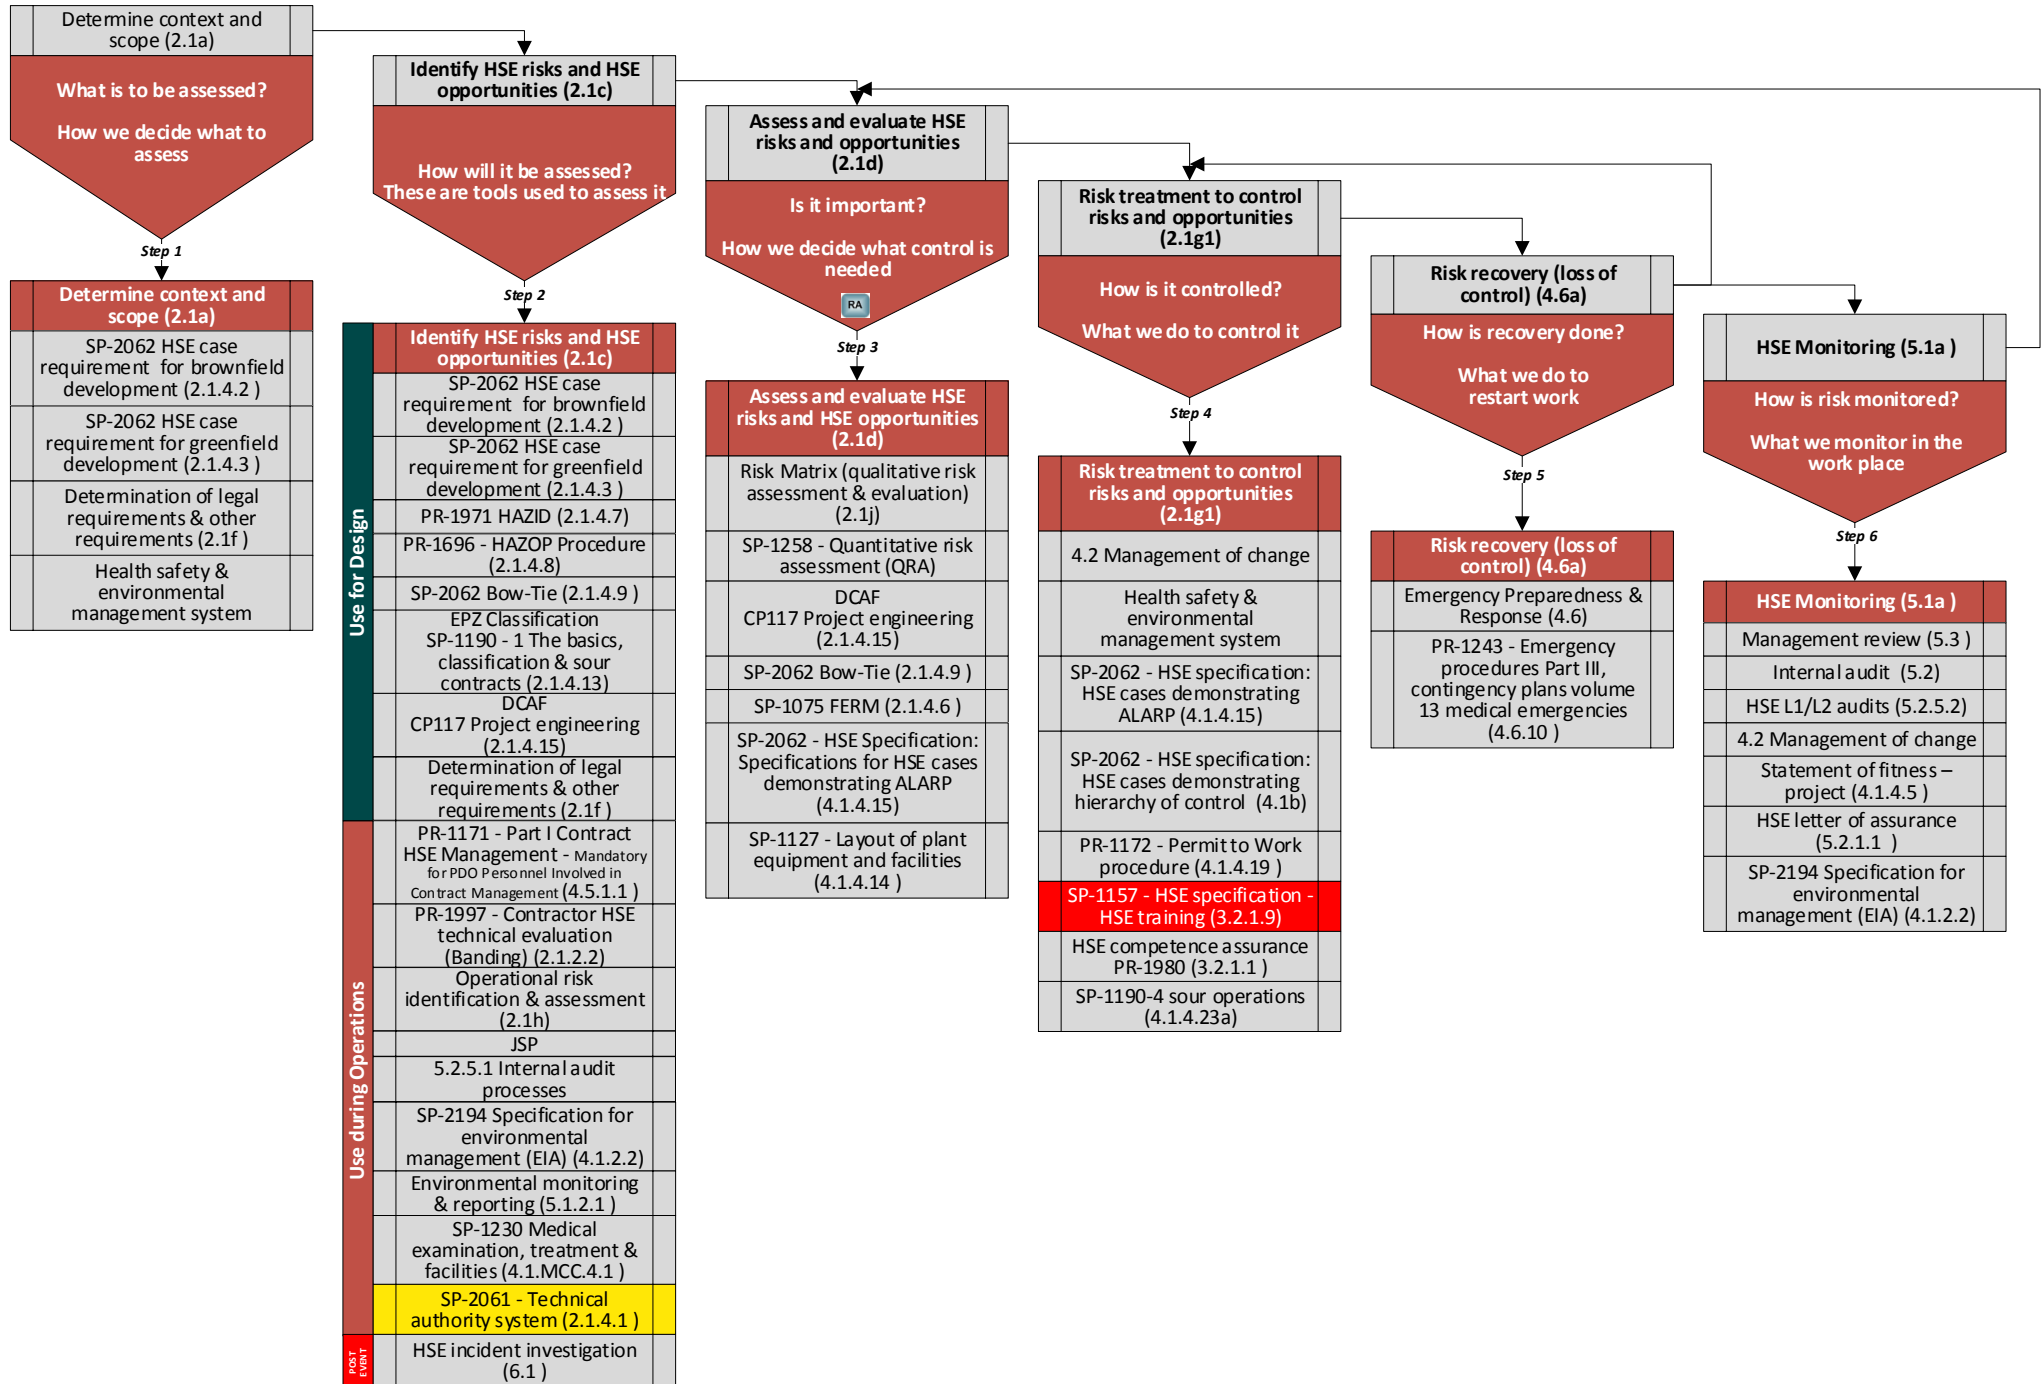 Determine context and
scope (2.1a)
What is to be assessed?
How we decide what to
assess
Step 1
Determine context and
scope (2.1a)
SP-2062 HSE case
requirement for brownfield
development (2.1.4.2 )
SP-2062 HSE case
requirement for greenfield
development (2.1.4.3 )
Determination of legal
requirements & other
requirements (2.1f )
Health safety &
environmental
management system
Identify HSE risks and HSE
opportunities (2.1c)
How will it be assessed?
These are tools used to assess it
Step 2
Use for Design
Use during Operations
POST
EVENT
Identify HSE risks and HSE
opportunities (2.1c)
SP-2062 HSE case
requirement for brownfield
development (2.1.4.2 )
SP-2062 HSE case
requirement for greenfield
development (2.1.4.3 )
PR-1971 HAZID (2.1.4.7)
PR-1696 - HAZOP Procedure
(2.1.4.8)
SP-2062 Bow-Tie (2.1.4.9 )
EPZ Classification
SP-1190 - 1 The basics,
classification & sour
contracts (2.1.4.13)
DCAF
CP117 Project engineering
(2.1.4.15)
Determination of legal
requirements & other
requirements (2.1f )
PR-1171 - Part I Contract
HSE Management - Mandatory
for PDO Personnel Involved in
Contract Management (4.5.1.1 )
PR-1997 - Contractor HSE
technical evaluation
(Banding) (2.1.2.2)
Operational risk
identification & assessment
(2.1h)
JSP
5.2.5.1 Internal audit
processes
SP-2194 Specification for
environmental
management (EIA) (4.1.2.2)
Environmental monitoring
& reporting (5.1.2.1 )
SP-1230 Medical
examination, treatment &
facilities (4.1.MCC.4.1 )
SP-2061 - Technical
authority system (2.1.4.1 )
HSE incident investigation
(6.1 )
Assess and evaluate HSE
risks and opportunities
(2.1d)
Is it important?
How we decide what control is
needed
RA
Step 3
Assess and evaluate HSE
risks and HSE opportunities
(2.1d)
Risk Matrix (qualitative risk
assessment & evaluation)
(2.1j)
SP-1258 - Quantitative risk
assessment (QRA)
DCAF
CP117 Project engineering
(2.1.4.15)
SP-2062 Bow-Tie (2.1.4.9 )
SP-1075 FERM (2.1.4.6 )
SP-2062 - HSE Specification:
Specifications for HSE cases
demonstrating ALARP
(4.1.4.15)
SP-1127 - Layout of plant
equipment and facilities
(4.1.4.14 )
Risk treatment to control
risks and opportunities
(2.1g1)
How is it controlled?
What we do to control it
Step 4
Risk treatment to control
risks and opportunities
(2.1g1)
4.2 Management of change
Health safety &
environmental
management system
SP-2062 - HSE specification:
HSE cases demonstrating
ALARP (4.1.4.15)
SP-2062 - HSE specification:
HSE cases demonstrating
hierarchy of control (4.1b)
PR-1172 - Permit to Work
procedure (4.1.4.19 )
SP-1157 - HSE specification -
HSE training (3.2.1.9)
HSE competence assurance
PR-1980 (3.2.1.1 )
SP-1190-4 sour operations
(4.1.4.23a)
Risk recovery (loss of
control) (4.6a)
How is recovery done?
What we do to
restart work
Step 5
Risk recovery (loss of
control) (4.6a)
Emergency Preparedness &
Response (4.6)
PR-1243 - Emergency
procedures Part III,
contingency plans volume
13 medical emergencies
(4.6.10 )
HSE Monitoring (5.1a )
How is risk monitored?
What we monitor in the
work place
Step 6
HSE Monitoring (5.1a )
Management review (5.3 )
Internal audit (5.2)
HSE L1/L2 audits (5.2.5.2)
4.2 Management of change
Statement of fitness –
project (4.1.4.5 )
HSE letter of assurance
(5.2.1.1 )
SP-2194 Specification for
environmental
management (EIA) (4.1.2.2)